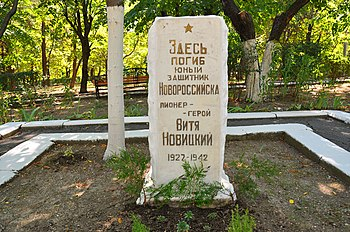 Здесь
погиб
юный
защитник
Новороссийска
пионер-герой
Витя
Новицкий
1927-1942